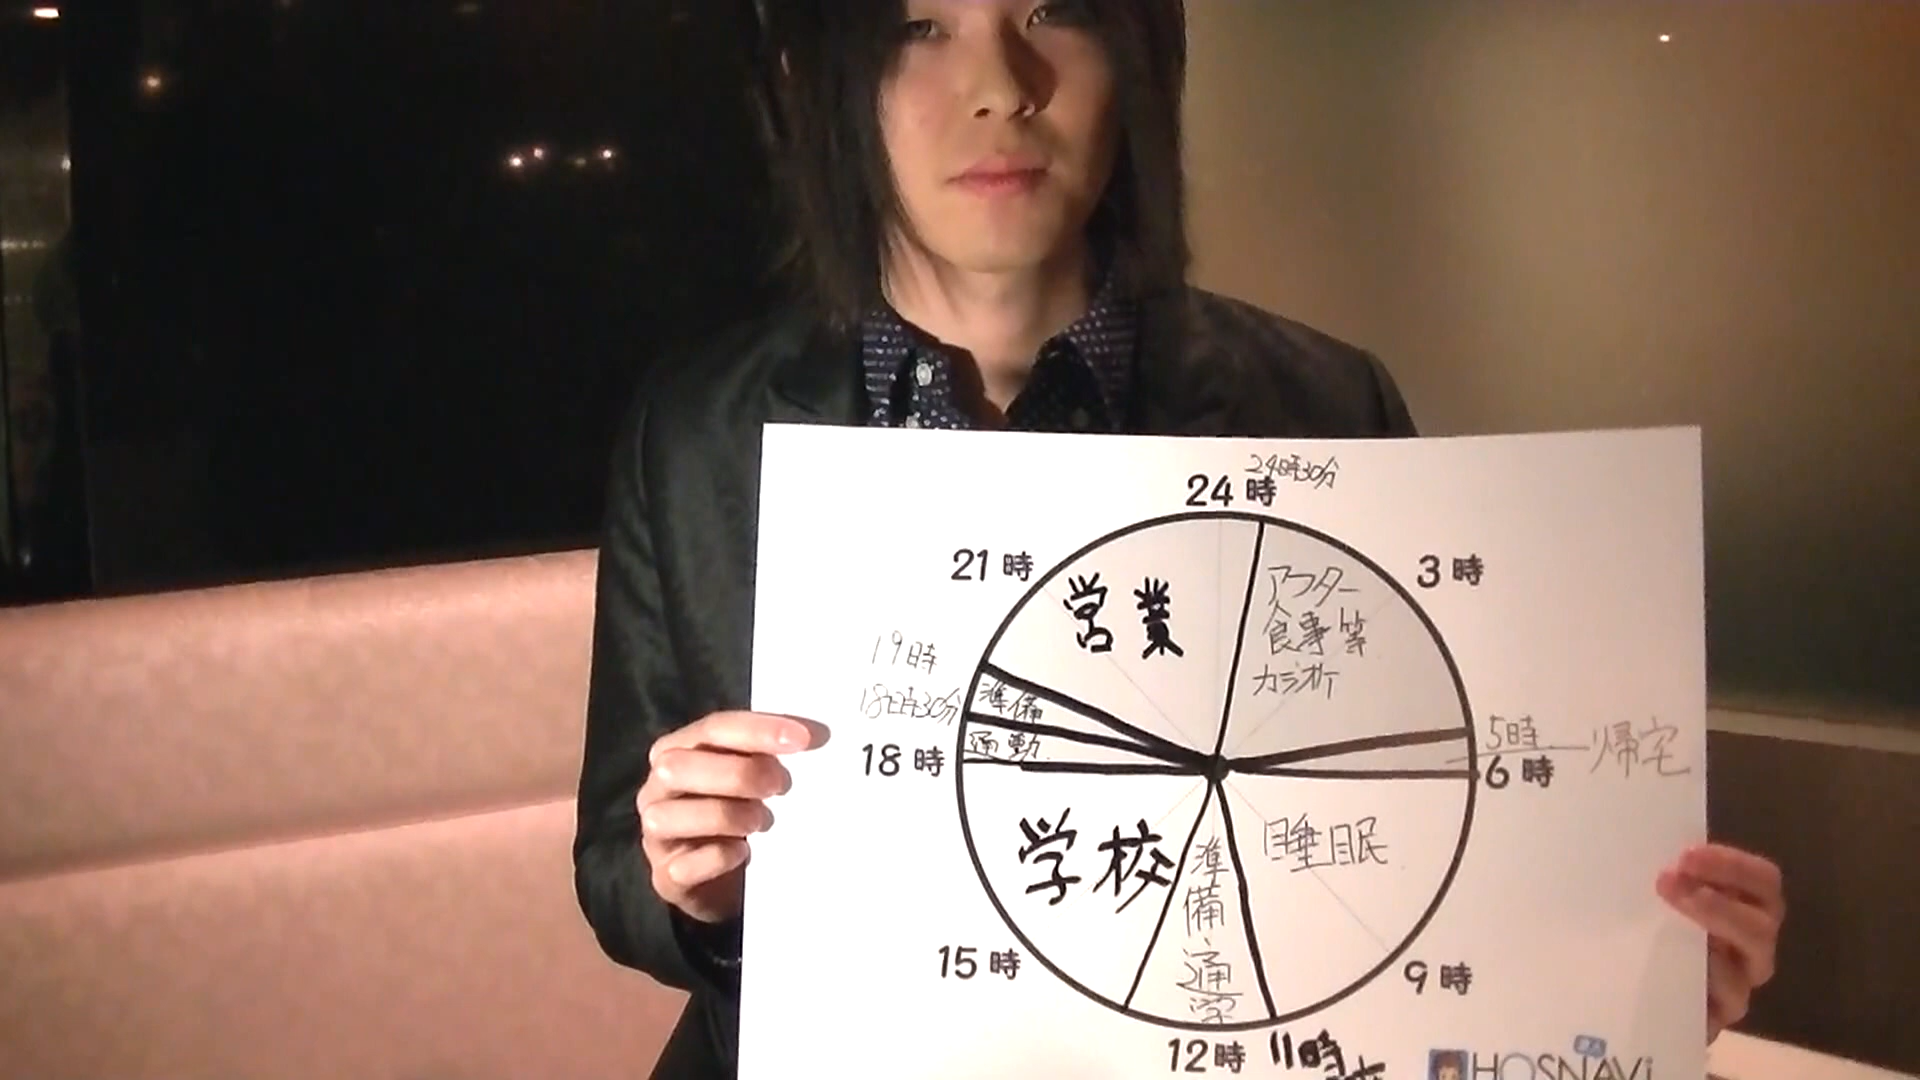 24時30分
24時
21時
3時
営業
アフター
食事等
カラオケ
19時
準備
18時30分
通勤
18時
5時
帰宅
6時
学校
睡眠
準備
通学
15時
9時
12時
11時
HOSNAVi